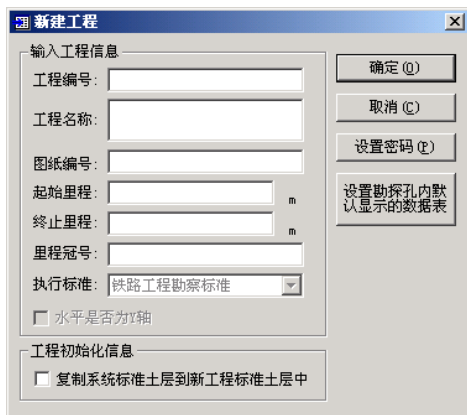 新建工程
输入工程信息
工程编号:
工程名称:
图纸编号:
起始里程:
m
终止里程:
m
里程冠号:
执行标准: 铁路工程勘察标准
水平是否为Y轴
工程初始化信息
复制系统标准土层到新工程标准土层中
确定(O)
取消(C)
设置密码(P)
设置勘探孔内默
认显示的数据表